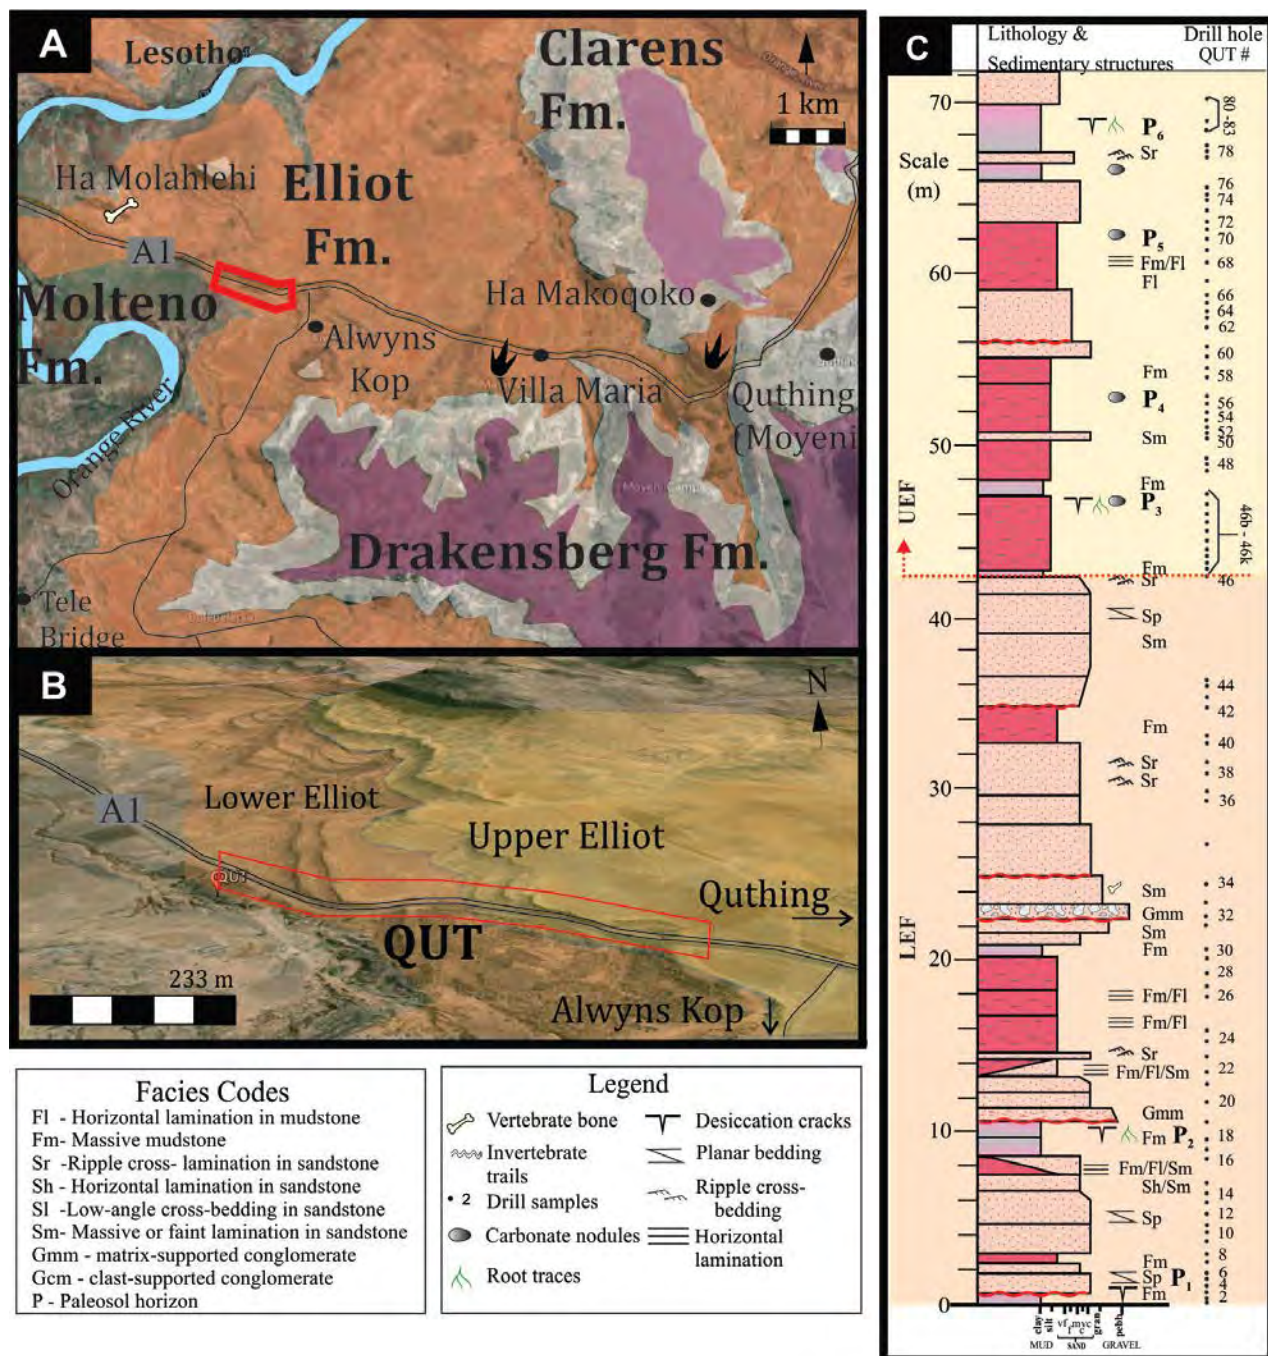 A
Lesotho
Clarens
Fm.
1 km
Ha Molahlehi
Elliot
Fm.
A1
Molteno
Fm.
Ha Makoqoko
Alwyns
Kop
Villa Maria
Quthing
(Moyeni
Orange River
Drakensberg Fm.
Tele
Bridge
B
N
A1
Lower Elliot
Upper Elliot
QUT
Quthing
233 m
Alwyns Kop
Facies Codes
Fl - Horizontal lamination in mudstone
Fm- Massive mudstone
Sr -Ripple cross- lamination in sandstone
Sh - Horizontal lamination in sandstone
Sl -Low-angle cross-bedding in sandstone
Sm- Massive or faint lamination in sandstone
Gmm - matrix-supported conglomerate
Gcm - clast-supported conglomerate
P - Paleosol horizon
Legend
Vertebrate bone
Desiccation cracks
Invertebrate
trails
Planar bedding
• 2 Drill samples
Ripple cross-
bedding
Carbonate nodules
Horizontal
lamination
Root traces
C
Lithology &
Sedimentary structures
Drill hole
QUT #
70
80 -83
P6
Sr 78
Scale
(m)
76
74
72
P5 70
60 Fm/Fl 68
Fl
66
64
62
60
Fm 58
P4 56
54
52
Sm 50
50
48
Fm
P3
46b - 46k
UEF
Fm
Sr 46
40 Sp
Sm
44
42
Fm
40
Sr 38
30 Sr
36
34
Sm
Gmm 32
Sm
LEF
Fm 30
20
28
Fm/Fl 26
Fm/Fl
24
Sr
Fm/Fl/Sm 22
20
Gmm
10 Fm P2 18
16
Fm/Fl/Sm
Sh/Sm
14
Sp 12
10
8
Fm
Sp P1 6
4
Fm 2
0
clay silt vf f m c vc gran pebb
MUD SAND GRAVEL